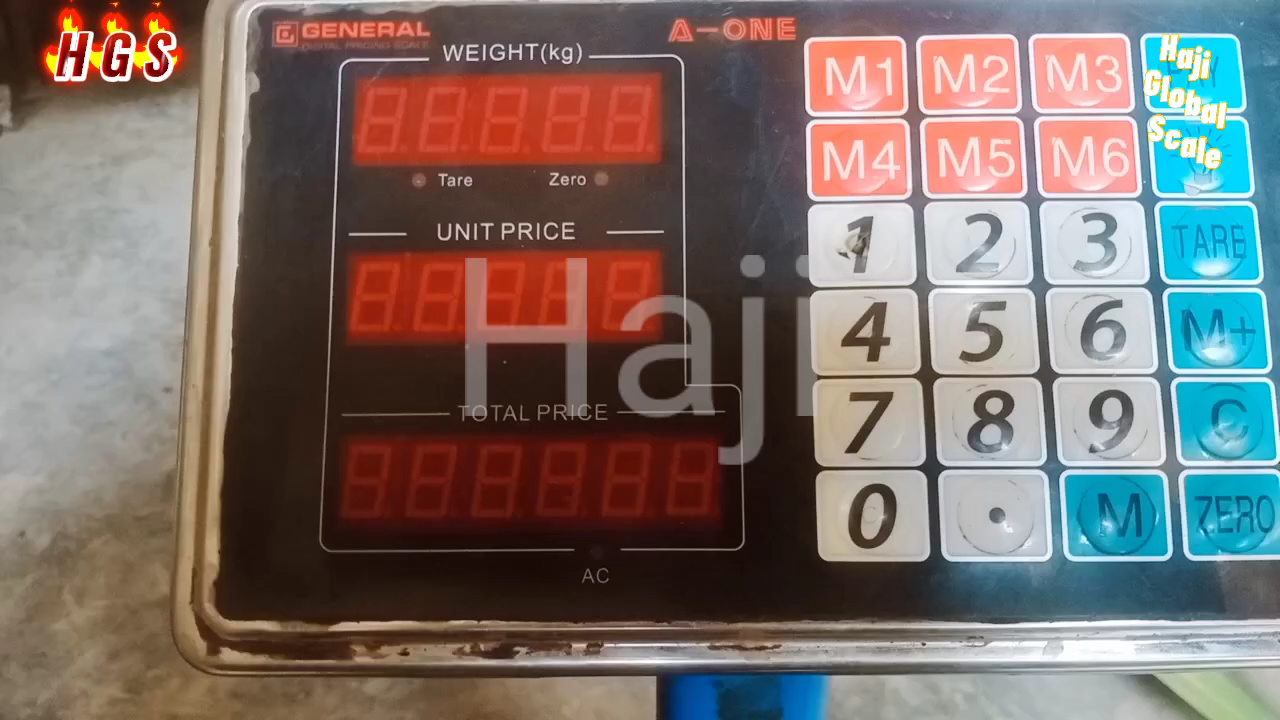 HGS
GENERAL
DIGITAL PRICING SCALE
A-ONE
WEIGHT(kg)
Tare Zero
UNIT PRICE
TOTAL PRICE
AC
M1 M2 M3
M4 M5 M6
1 2 3 TARE
4 5 6 M+
7 8 9 C
0 . M ZERO
Haji
Global
Scale
Haji